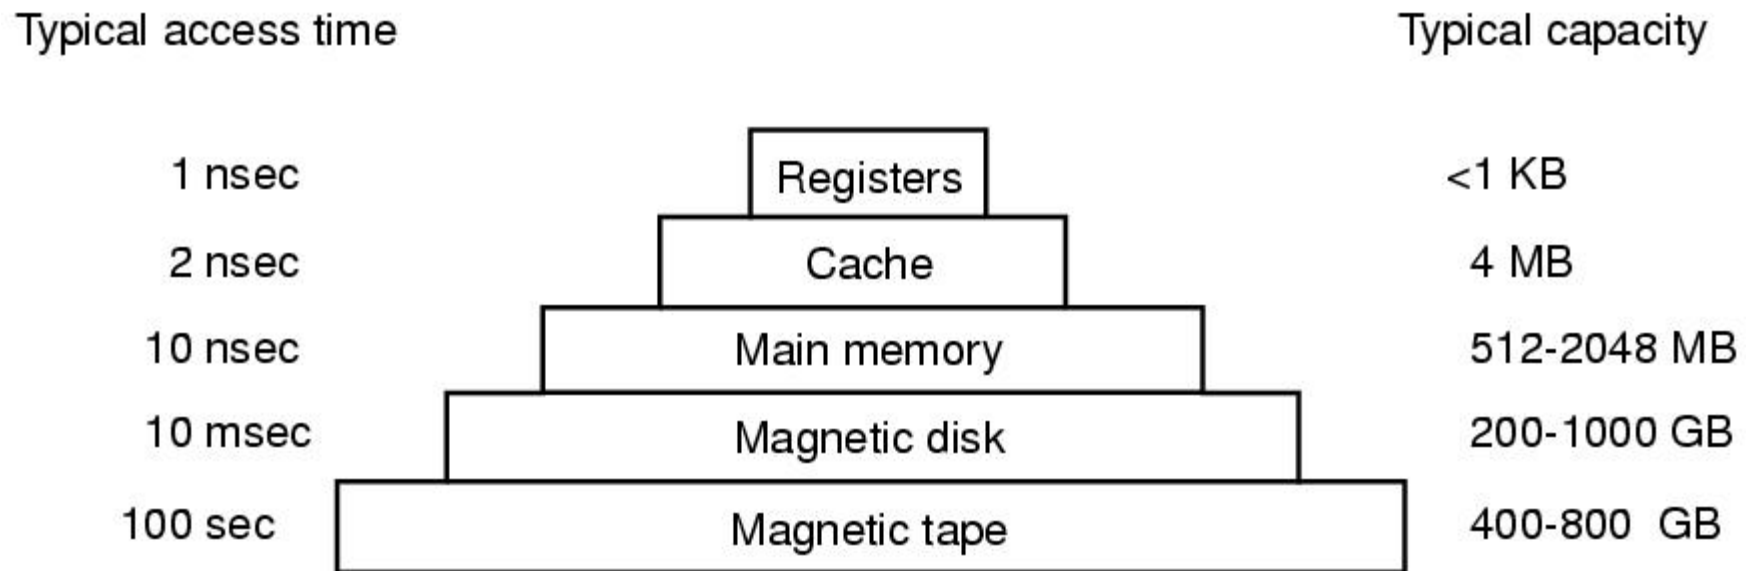 Typical access time Typical capacity
1 nsec Registers <1 KB
2 nsec Cache 4 MB
10 nsec Main memory 512-2048 MB
10 msec Magnetic disk 200-1000 GB
100 sec Magnetic tape 400-800 GB